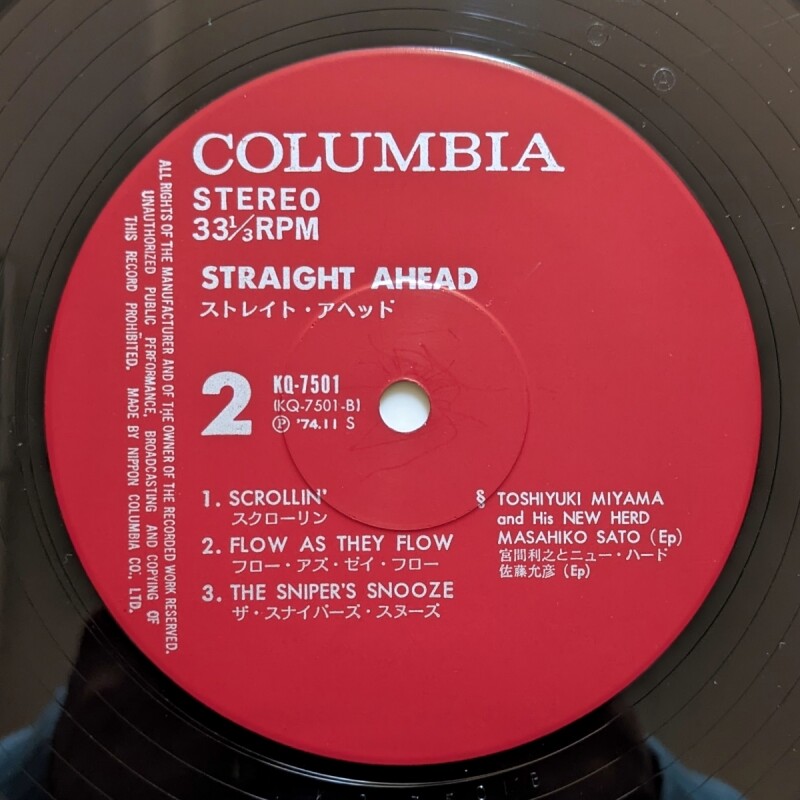 COLUMBIA
STEREO
33⅓RPM
STRAIGHT AHEAD
ストレイト・アヘッド
2
KQ-7501
(KQ-7501-B)
Ⓟ '74.11 S
1. SCROLLIN'
スクローリン
2. FLOW AS THEY FLOW
フロー・アズ・ゼイ・フロー
3. THE SNIPER'S SNOOZE
ザ・スナイパーズ・スヌーズ
§ TOSHIYUKI MIYAMA
and His NEW HERD
MASAHIKO SATO (Ep)
宮間利之とニュー・ハード
佐藤允彦 (Ep)
ALL RIGHTS OF THE MANUFACTURER AND OF THE OWNER OF THE RECORDED WORK RESERVED.
UNAUTHORIZED PUBLIC PERFORMANCE, BROADCASTING AND COPYING OF
THIS RECORD PROHIBITED. MADE BY NIPPON COLUMBIA CO., LTD.